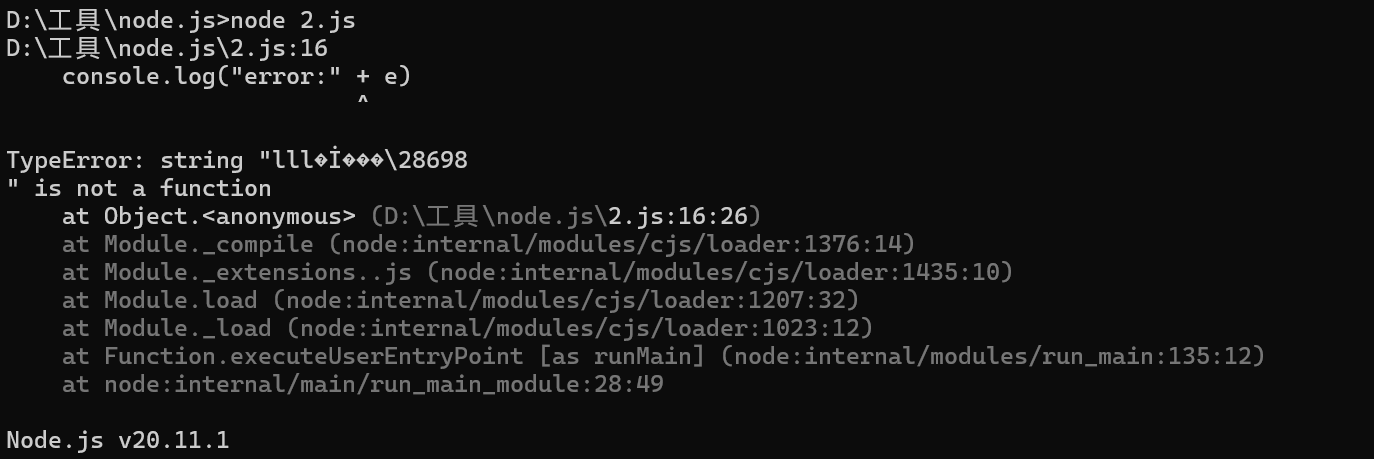 D:\工具\node.js>node 2.js
D:\工具\node.js\2.js:16
    console.log("error:" + e)
                         ^
TypeError: string "lll�İ���\28698
" is not a function
    at Object.<anonymous> (D:\工具\node.js\2.js:16:26)
    at Module._compile (node:internal/modules/cjs/loader:1376:14)
    at Module._extensions..js (node:internal/modules/cjs/loader:1435:10)
    at Module.load (node:internal/modules/cjs/loader:1207:32)
    at Module._load (node:internal/modules/cjs/loader:1023:12)
    at Function.executeUserEntryPoint [as runMain] (node:internal/modules/run_main:135:12)
    at node:internal/main/run_main_module:28:49
Node.js v20.11.1